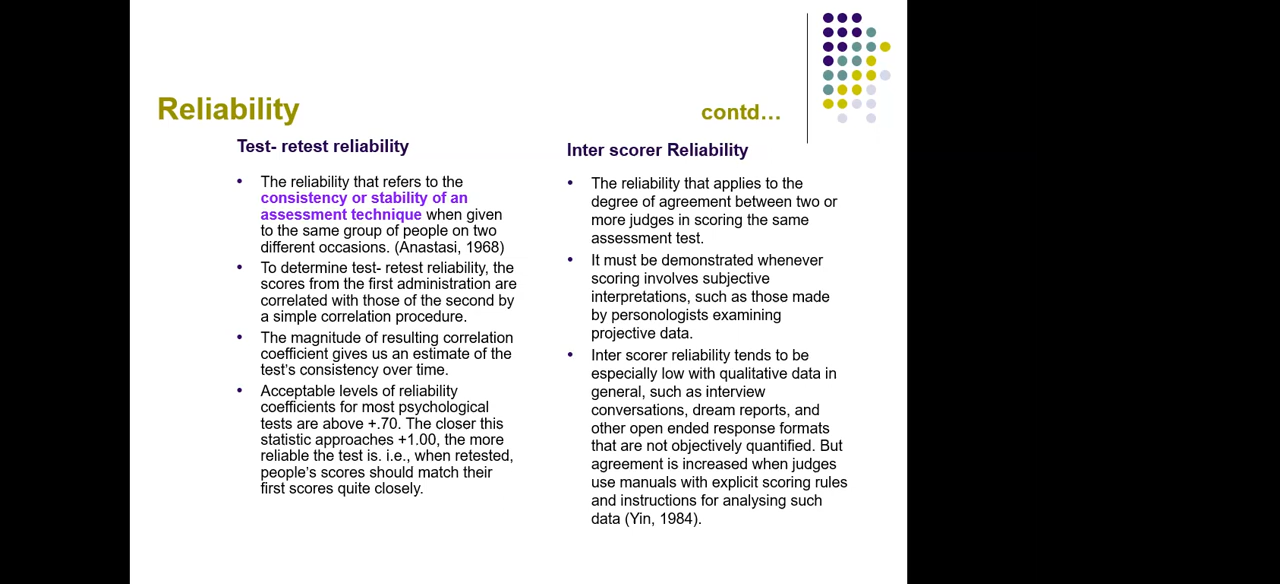 Reliability
contd…
Test- retest reliability
• The reliability that refers to the
consistency or stability of an
assessment technique when given
to the same group of people on two
different occasions. (Anastasi, 1968)
• To determine test- retest reliability, the
scores from the first administration are
correlated with those of the second by
a simple correlation procedure.
• The magnitude of resulting correlation
coefficient gives us an estimate of the
test's consistency over time.
• Acceptable levels of reliability
coefficients for most psychological
tests are above +.70. The closer this
statistic approaches +1.00, the more
reliable the test is. i.e., when retested,
people's scores should match their
first scores quite closely.
Inter scorer Reliability
• The reliability that applies to the
degree of agreement between two or
more judges in scoring the same
assessment test.
• It must be demonstrated whenever
scoring involves subjective
interpretations, such as those made
by personologists examining
projective data.
• Inter scorer reliability tends to be
especially low with qualitative data in
general, such as interview
conversations, dream reports, and
other open ended response formats
that are not objectively quantified. But
agreement is increased when judges
use manuals with explicit scoring rules
and instructions for analysing such
data (Yin, 1984).